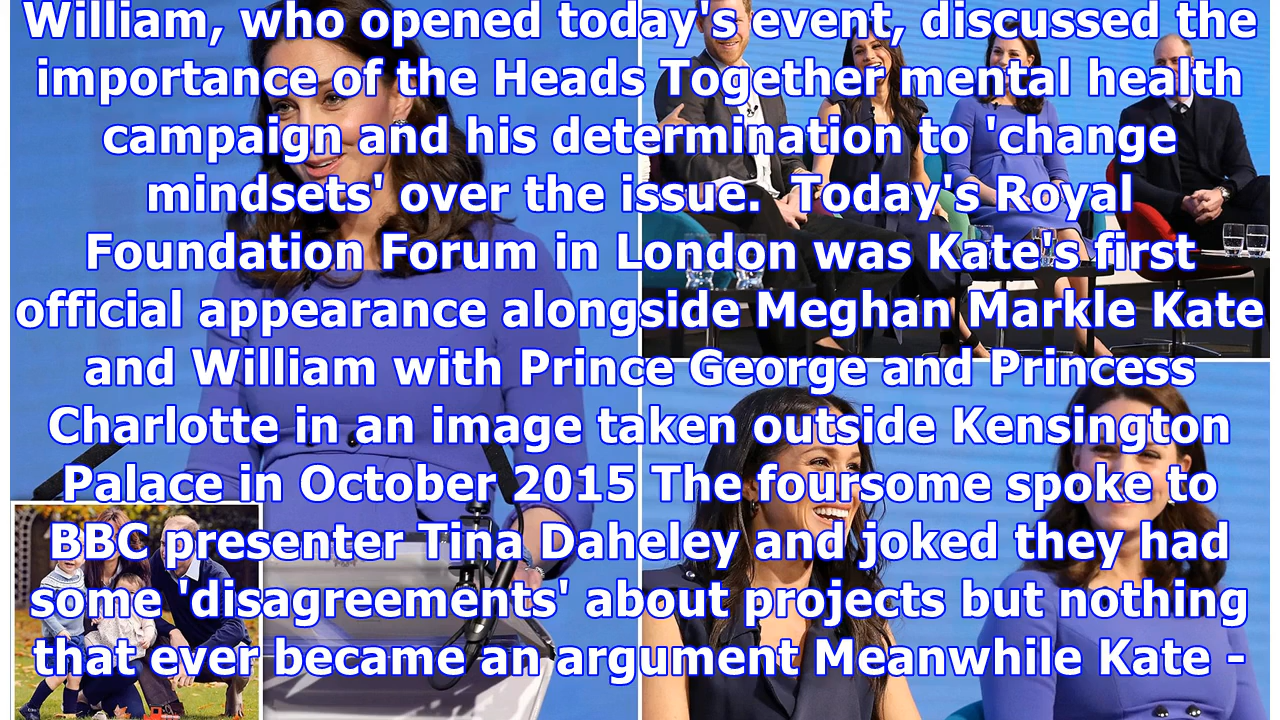 William, who opened today's event, discussed the
importance of the Heads Together mental health
campaign and his determination to 'change
mindsets' over the issue.  Today's Royal
Foundation Forum in London was Kate's first
official appearance alongside Meghan Markle Kate
and William with Prince George and Princess
Charlotte in an image taken outside Kensington
Palace in October 2015 The foursome spoke to
BBC presenter Tina Daheley and joked they had
some 'disagreements' about projects but nothing
that ever became an argument Meanwhile Kate -